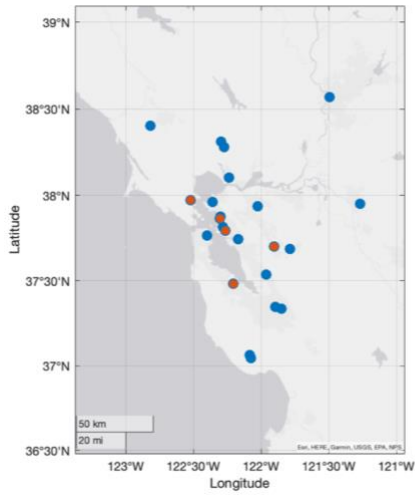 39°N
38°30'N
38°N
37°30'N
37°N
36°30'N
Latitude
50 km
20 mi
Esri, HERE, Garmin, USGS, EPA, NPS
123°W
122°30'W
122°W
121°30'W
121°W
Longitude